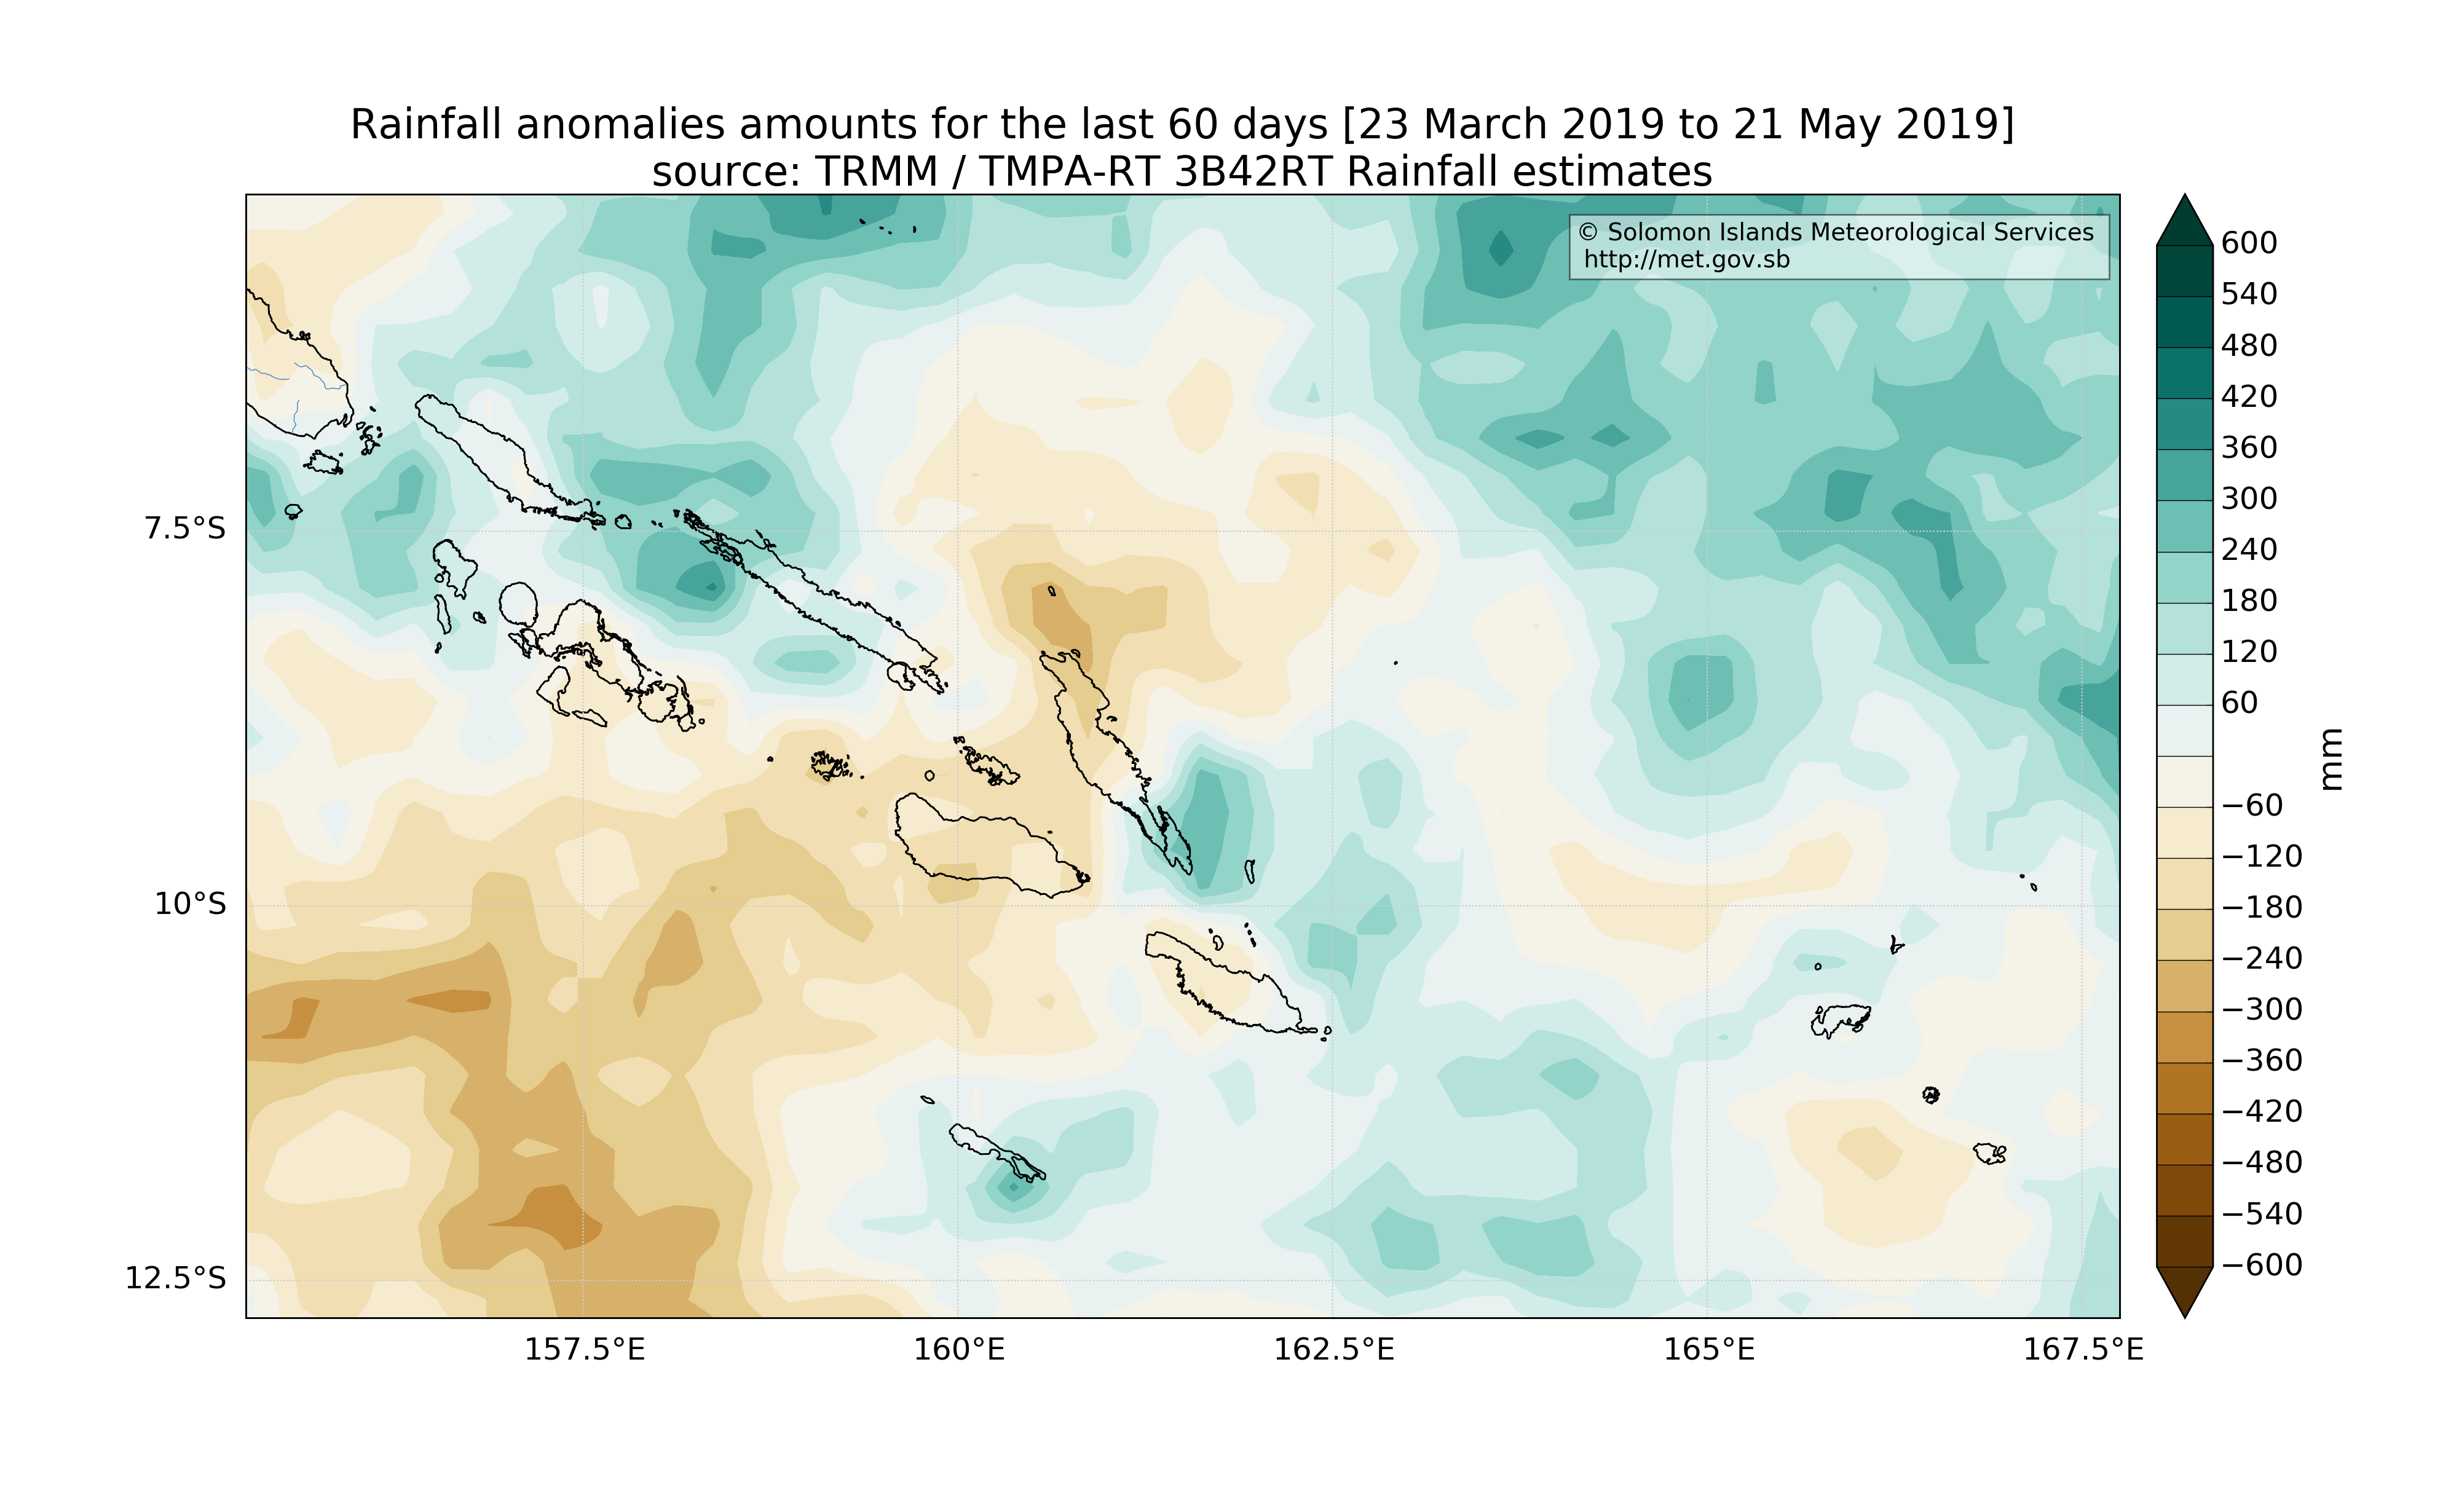 Rainfall anomalies amounts for the last 60 days [23 March 2019 to 21 May 2019]
source: TRMM / TMPA-RT 3B42RT Rainfall estimates
© Solomon Islands Meteorological Services
http://met.gov.sb
7.5°S
10°S
12.5°S
157.5°E
160°E
162.5°E
165°E
167.5°E
600
540
480
420
360
300
240
180
120
60
−60
−120
−180
−240
−300
−360
−420
−480
−540
−600
mm